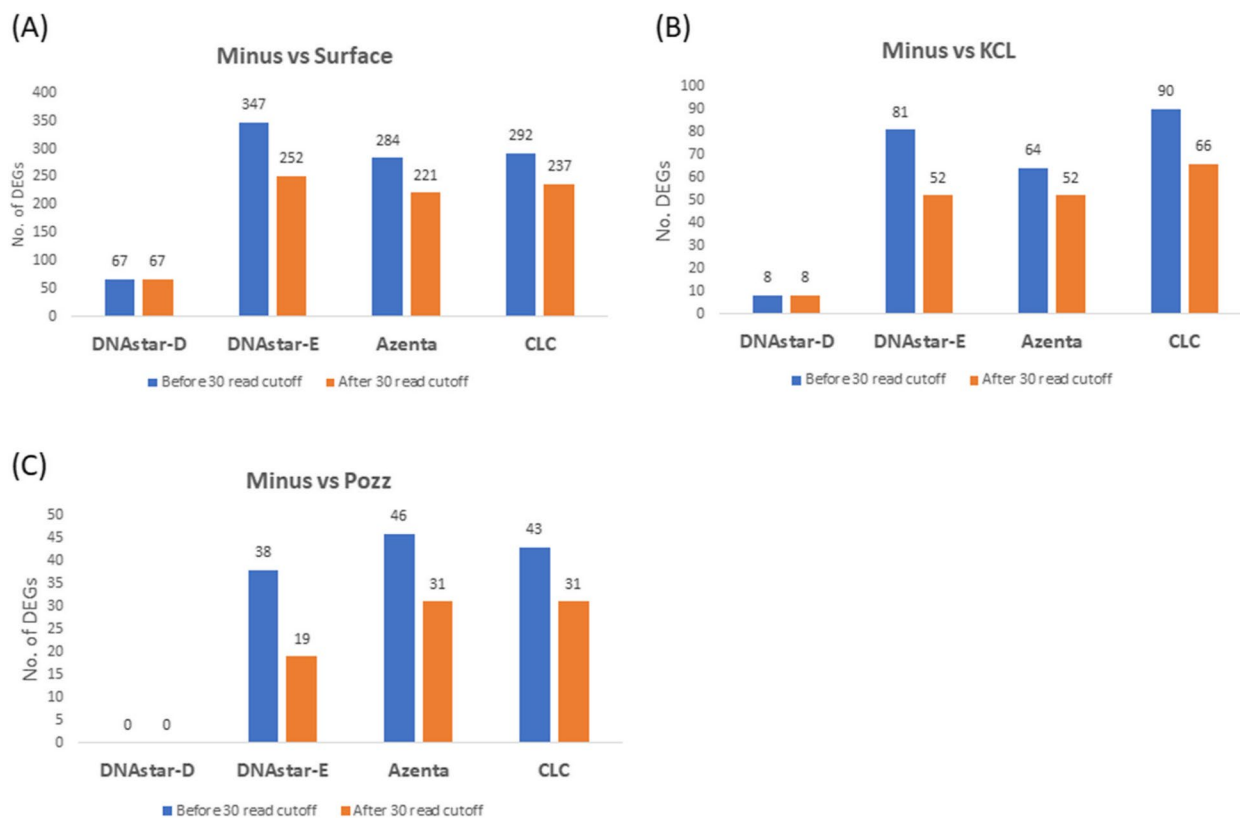 (A)
Minus vs Surface
No. of DEGs
400
350
300
250
200
150
100
50
0
67
67
347
252
284
221
292
237
DNAstar-D
DNAstar-E
Azenta
CLC
Before 30 read cutoff
After 30 read cutoff
(B)
Minus vs KCL
No. DEGs
100
90
80
70
60
50
40
30
20
10
0
8
8
81
52
64
52
90
66
DNAstar-D
DNAstar-E
Azenta
CLC
Before 30 read cutoff
After 30 read cutoff
(C)
Minus vs Pozz
No. of DEGs
50
45
40
35
30
25
20
15
10
5
0
0
0
38
19
46
31
43
31
DNAstar-D
DNAstar-E
Azenta
CLC
Before 30 read cutoff
After 30 read cutoff